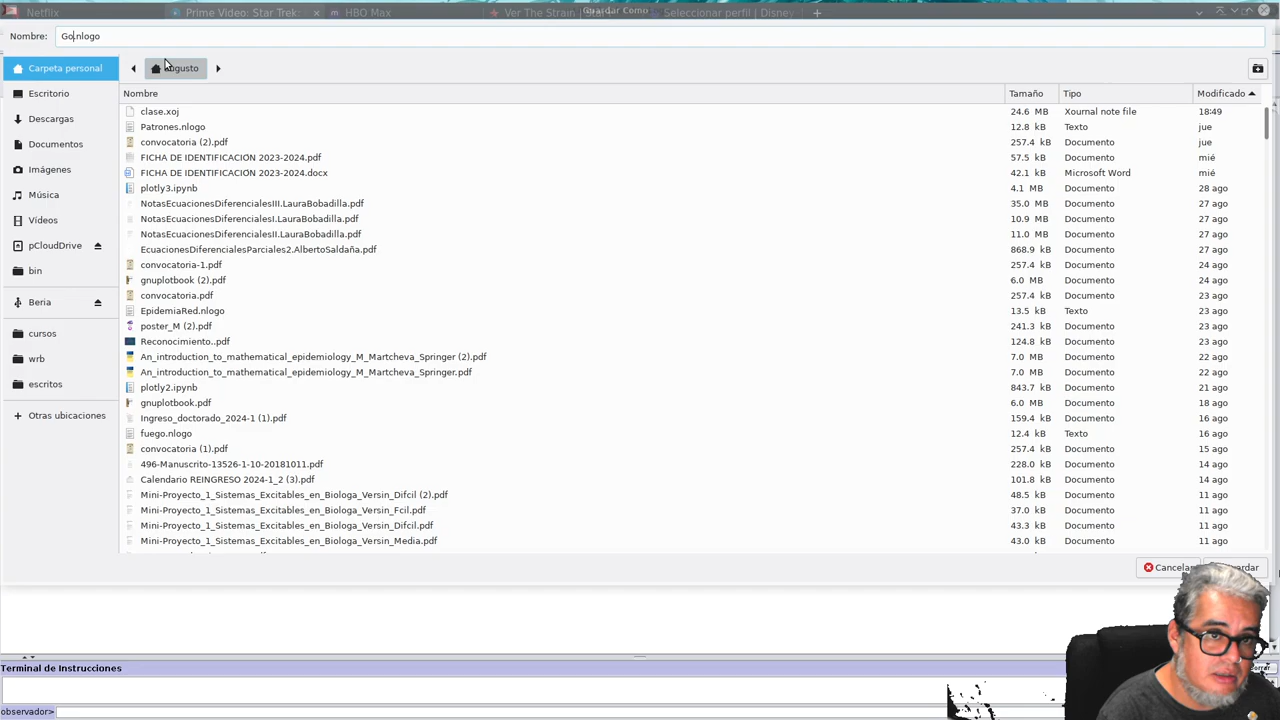 Netflix
Prime Video: Star Trek:
HBO Max
Ver The Strain | Star
Guardar Como
Seleccionar perfil | Disney
Nombre:
Go.nlogo
Carpeta personal
Escritorio
Descargas
Documentos
Imágenes
Música
Vídeos
pCloudDrive
bin
Beria
cursos
wrb
escritos
Otras ubicaciones
Nombre Tamaño Tipo Modificado
clase.xoj 24.6 MB Xournal note file 18:49
Patrones.nlogo 12.8 kB Texto jue
convocatoria (2).pdf 257.4 kB Documento jue
FICHA DE IDENTIFICACIÓN 2023-2024.pdf 57.5 kB Documento mié
FICHA DE IDENTIFICACIÓN 2023-2024.docx 42.1 kB Microsoft Word mié
plotly3.ipynb 4.1 MB Documento 28 ago
NotasEcuacionesDiferencialesIII.LauraBobadilla.pdf 35.0 MB Documento 27 ago
NotasEcuacionesDiferencialesI.LauraBobadilla.pdf 10.9 MB Documento 27 ago
NotasEcuacionesDiferencialesII.LauraBobadilla.pdf 11.0 MB Documento 27 ago
EcuacionesDiferencialesParciales2.AlbertoSaldaña.pdf 868.9 kB Documento 27 ago
convocatoria-1.pdf 257.4 kB Documento 24 ago
gnuplotbook (2).pdf 6.0 MB Documento 24 ago
convocatoria.pdf 257.4 kB Documento 23 ago
EpidemiaRed.nlogo 13.5 kB Texto 23 ago
poster_M (2).pdf 241.3 kB Documento 23 ago
Reconocimiento..pdf 124.8 kB Documento 23 ago
An_introduction_to_mathematical_epidemiology_M_Martcheva_Springer (2).pdf 7.0 MB Documento 22 ago
An_introduction_to_mathematical_epidemiology_M_Martcheva_Springer.pdf 7.0 MB Documento 22 ago
plotly2.ipynb 843.7 kB Documento 21 ago
gnuplotbook.pdf 6.0 MB Documento 18 ago
Ingreso_doctorado_2024-1 (1).pdf 159.4 kB Documento 16 ago
fuego.nlogo 12.4 kB Texto 16 ago
convocatoria (1).pdf 257.4 kB Documento 15 ago
496-Manuscrito-13526-1-10-20181011.pdf 228.0 kB Documento 14 ago
Calendario REINGRESO 2024-1_2 (3).pdf 101.8 kB Documento 14 ago
Mini-Proyecto_1_Sistemas_Excitables_en_Biologa_Versin_Difcil (2).pdf 48.5 kB Documento 11 ago
Mini-Proyecto_1_Sistemas_Excitables_en_Biologa_Versin_Fcil.pdf 37.0 kB Documento 11 ago
Mini-Proyecto_1_Sistemas_Excitables_en_Biologa_Versin_Difcil.pdf 43.3 kB Documento 11 ago
Mini-Proyecto_1_Sistemas_Excitables_en_Biologa_Versin_Media.pdf 43.0 kB Documento 11 ago
Cancelar
Terminal de Instrucciones
observador>